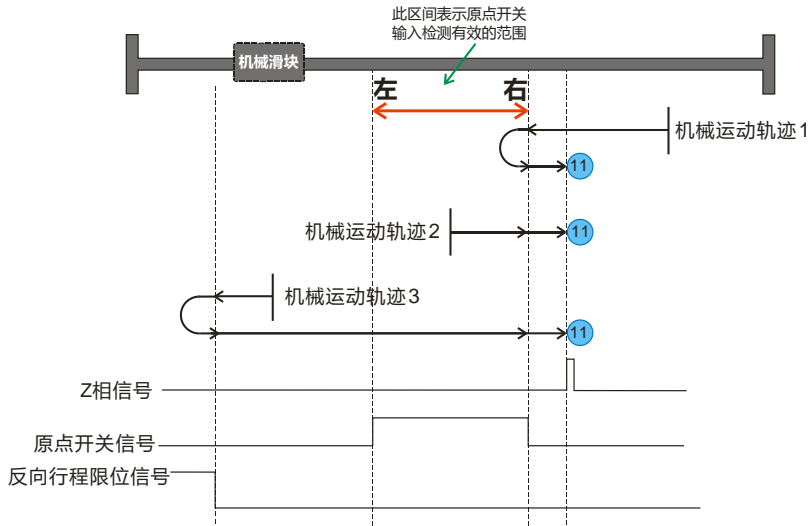 此区间表示原点开关
输入检测有效的范围
机械滑块
左
右
机械运动轨迹1
11
机械运动轨迹2
11
机械运动轨迹3
11
Z相信号
原点开关信号
反向行程限位信号